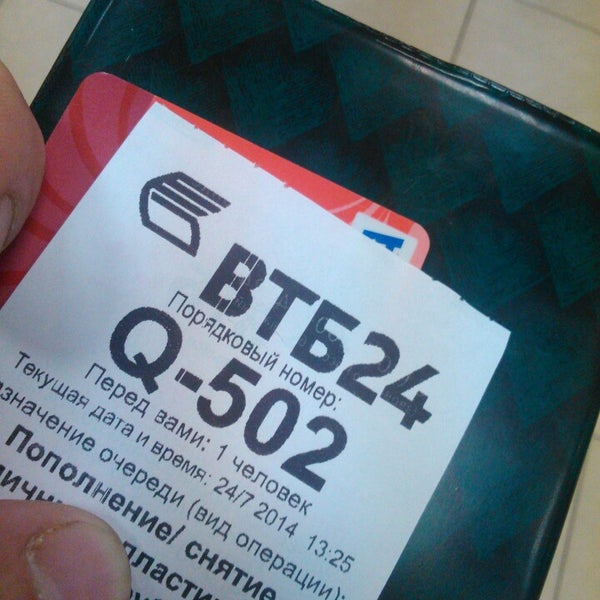 ВТБ24
Порядковый номер:
Q-502
Перед вами: 1 человек
Текущая дата и время: 24/7 2014 13:25
значение очереди (вид операции):
Пополнение/ снятие